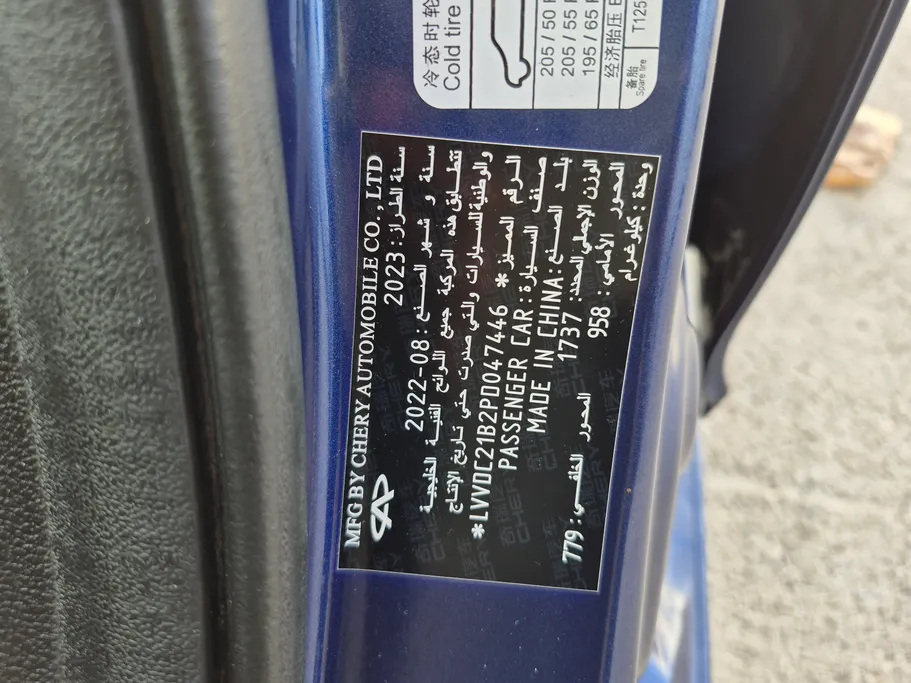 冷态时轮
Cold tire
205 / 50 R
205 / 55 R
195 / 65 R
经济胎压 E
备胎
Spare tire
T125
MFG BY CHERY AUTOMOBILE CO. , LTD
سنة الطراز: 2023
سنة و شهر الصنع: 2022-08
تتطابق هذه المركبة جميع اللوائح الفنية الخليجية
والوطنية للسيارات والتي صدرت حتى تاريخ الإنتاج
الرقم المميز: *LVVDC21B2PD047446 *
صنف السيارة: PASSENGER CAR
بلد الصنع: MADE IN CHINA
الوزن الإجمالي المحدد: 1737
المحور الأمامي: 958 المحور الخلفي: 779
وحدة: كيلو غرام